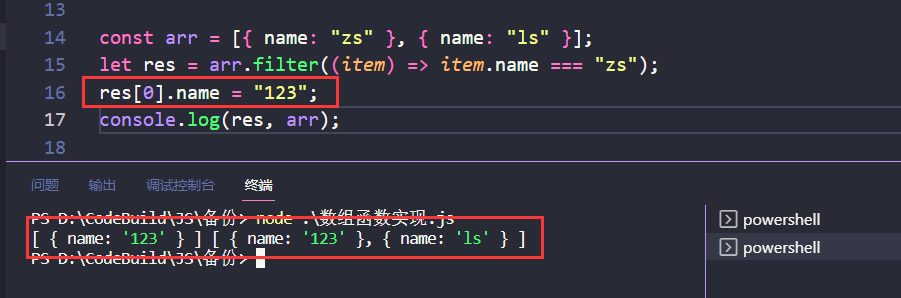 13
14 const arr = [{ name: "zs" }, { name: "ls" }];
15 let res = arr.filter((item) => item.name === "zs");
16 res[0].name = "123";
17 console.log(res, arr);
18
问题 输出 调试控制台 终端
PS D:\CodeBuild\JS\备份> node .\数组函数实现.js
[ { name: '123' } ] [ { name: '123' }, { name: 'ls' } ]
PS D:\CodeBuild\JS\备份>
powershell
powershell